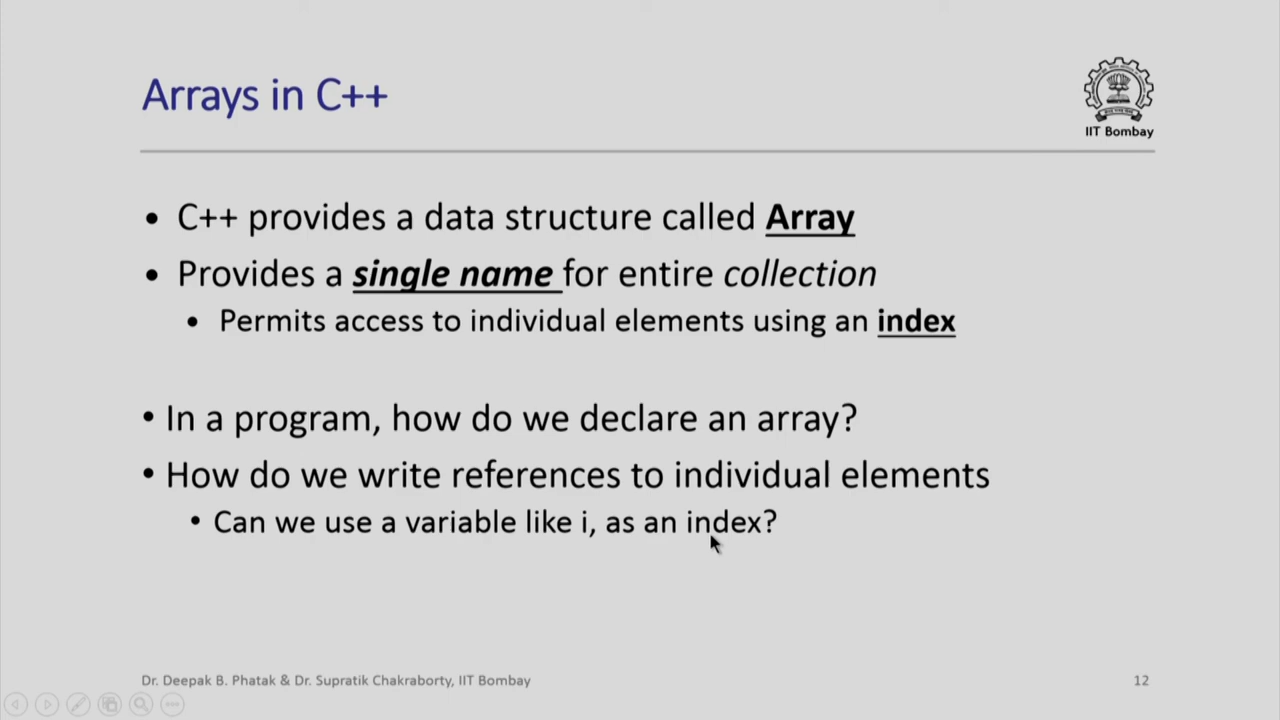 Arrays in C++
IIT Bombay
• C++ provides a data structure called Array
• Provides a single name for entire collection
• Permits access to individual elements using an index
• In a program, how do we declare an array?
• How do we write references to individual elements
• Can we use a variable like i, as an index?
Dr. Deepak B. Phatak & Dr. Supratik Chakraborty, IIT Bombay
12